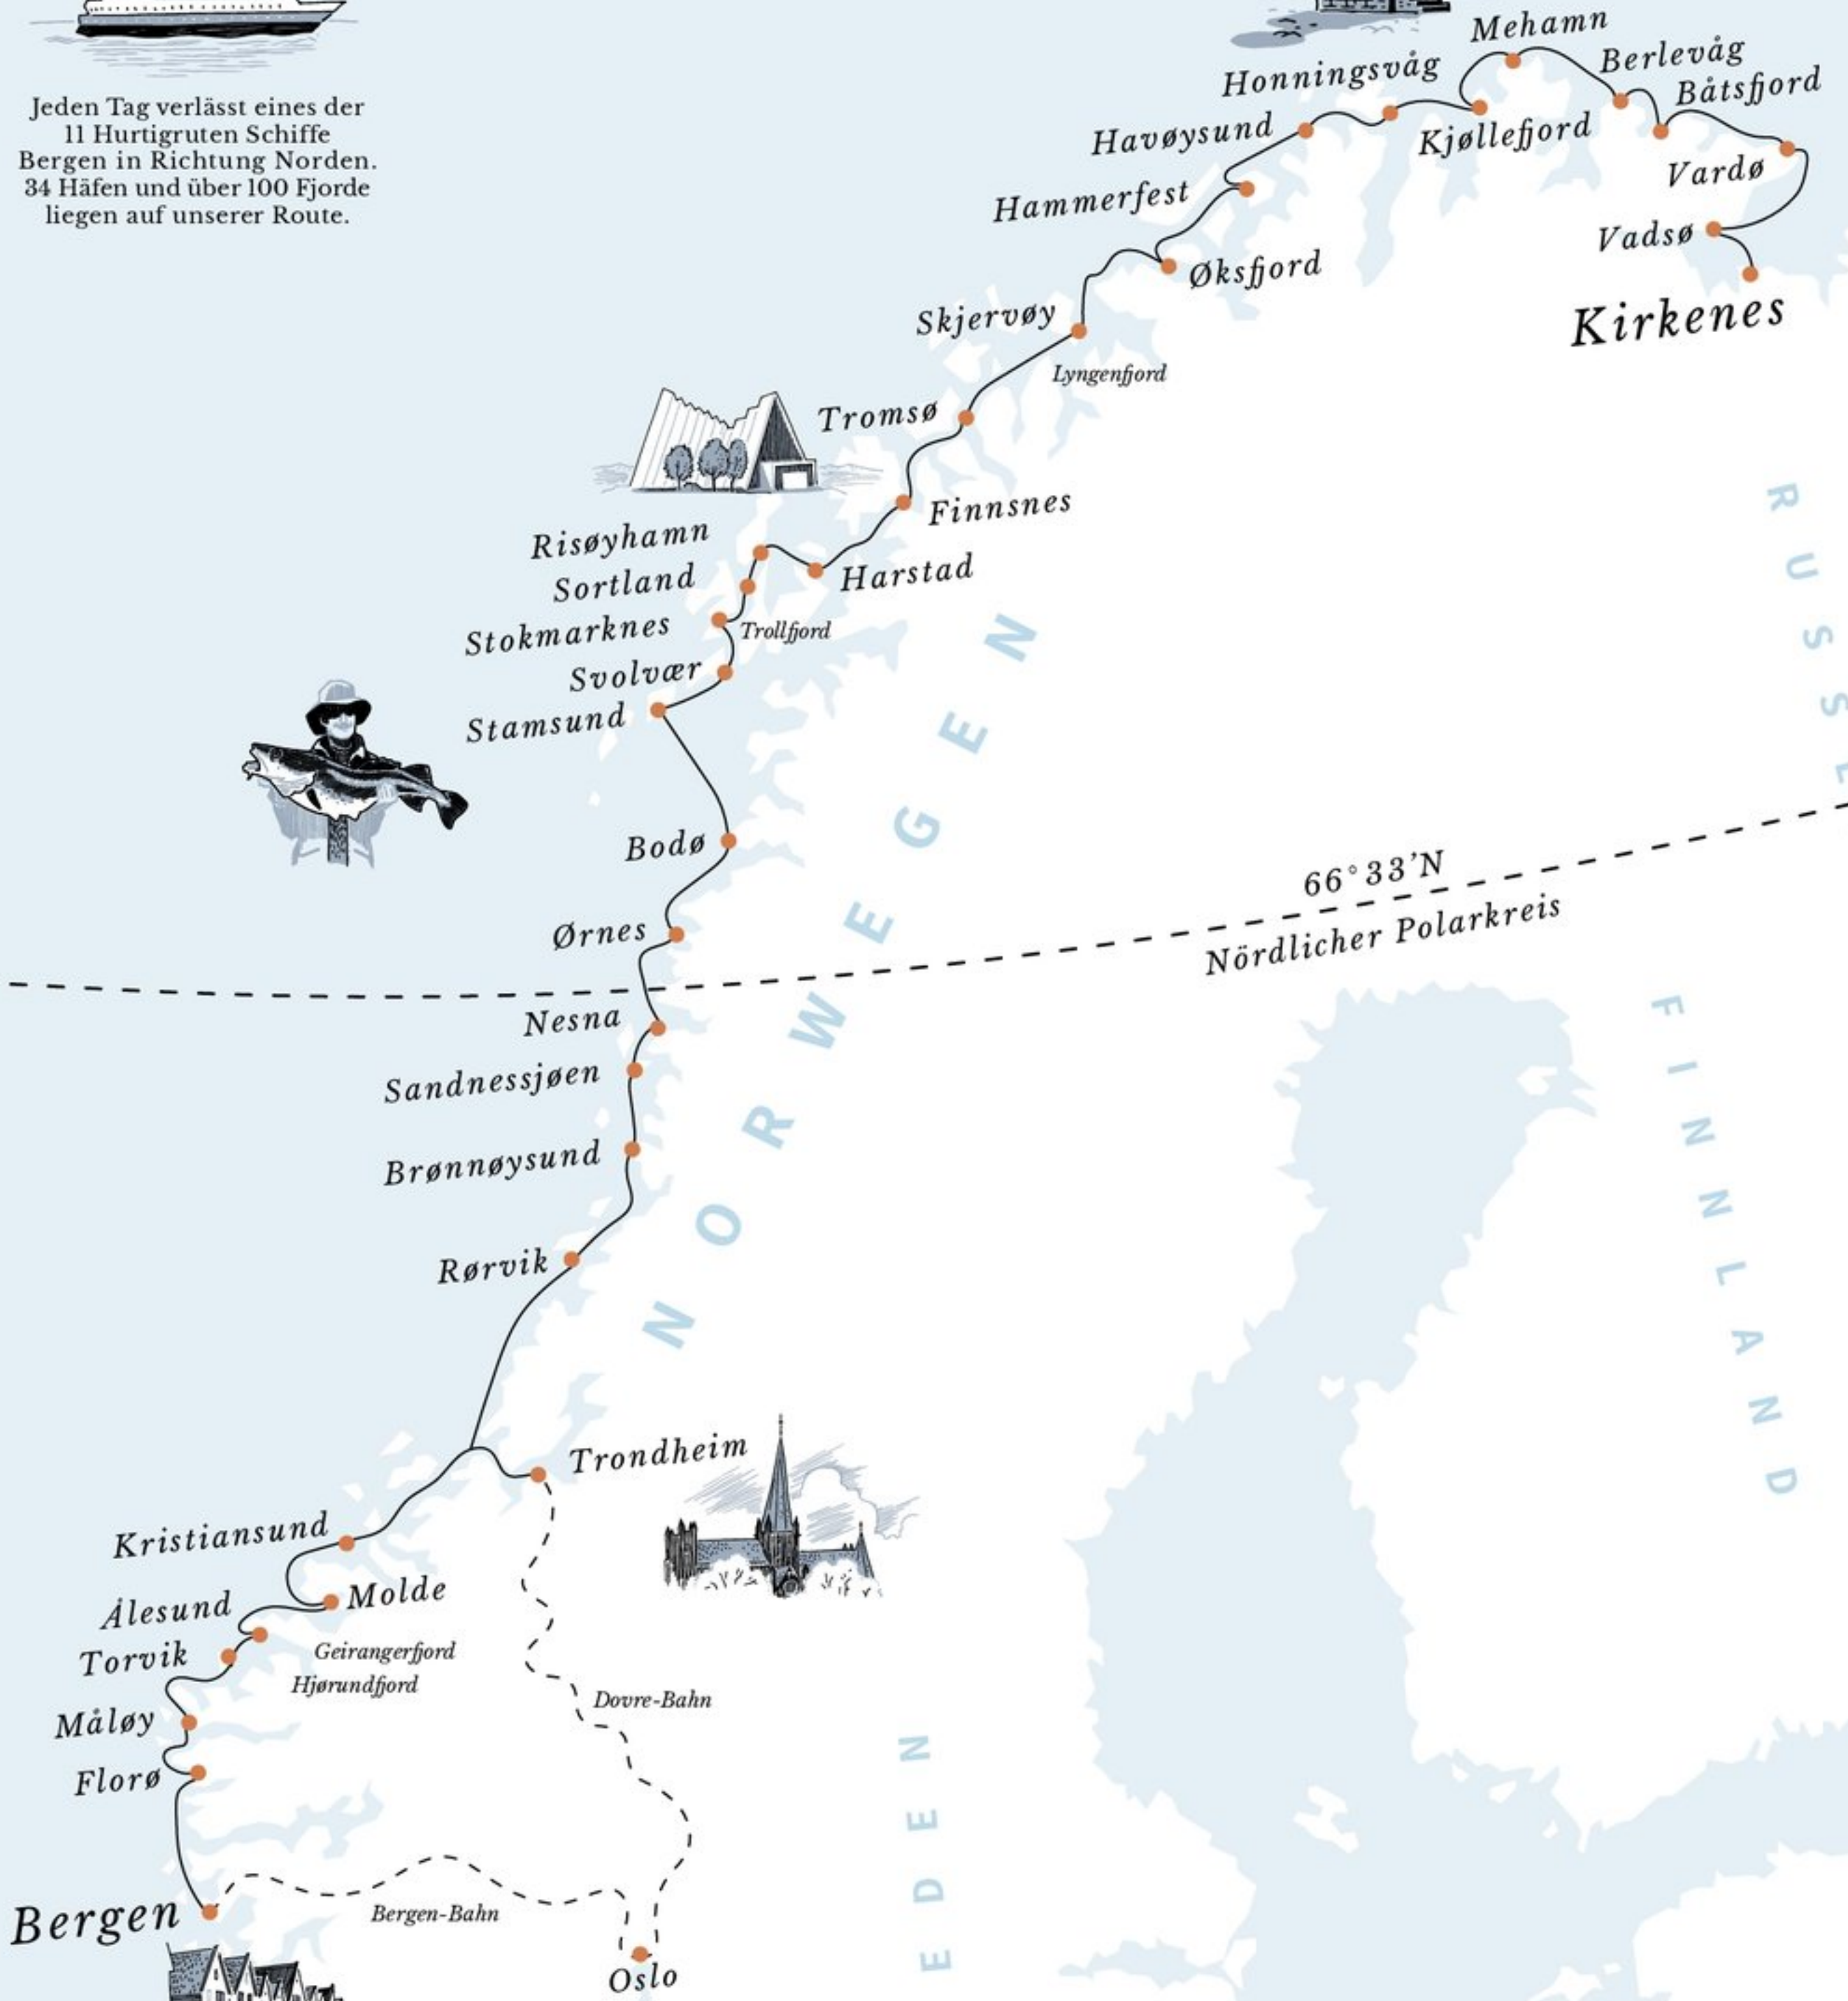 Jeden Tag verlässt eines der
11 Hurtigruten Schiffe
Bergen in Richtung Norden.
34 Häfen und über 100 Fjorde
liegen auf unserer Route.
Mehamn
Berlevåg
Honningsvåg
Båtsfjord
Havøysund
Kjøllefjord
Vardø
Hammerfest
Vadsø
Øksfjord
Kirkenes
Skjervøy
Lyngenfjord
Tromsø
Finnsnes
Risøyhamn
Harstad
Sortland
Stokmarknes
Trollfjord
Svolvær
Stamsund
Bodø
66°33'N
Nördlicher Polarkreis
Ørnes
Nesna
Sandnessjøen
Brønnøysund
Rørvik
NORWEGEN
RUSSL
FINNLAND
Trondheim
Kristiansund
Molde
Ålesund
Torvik
Geirangerfjord
Hjørundfjord
Måløy
Dovre-Bahn
Florø
EDEN
Bergen
Bergen-Bahn
Oslo